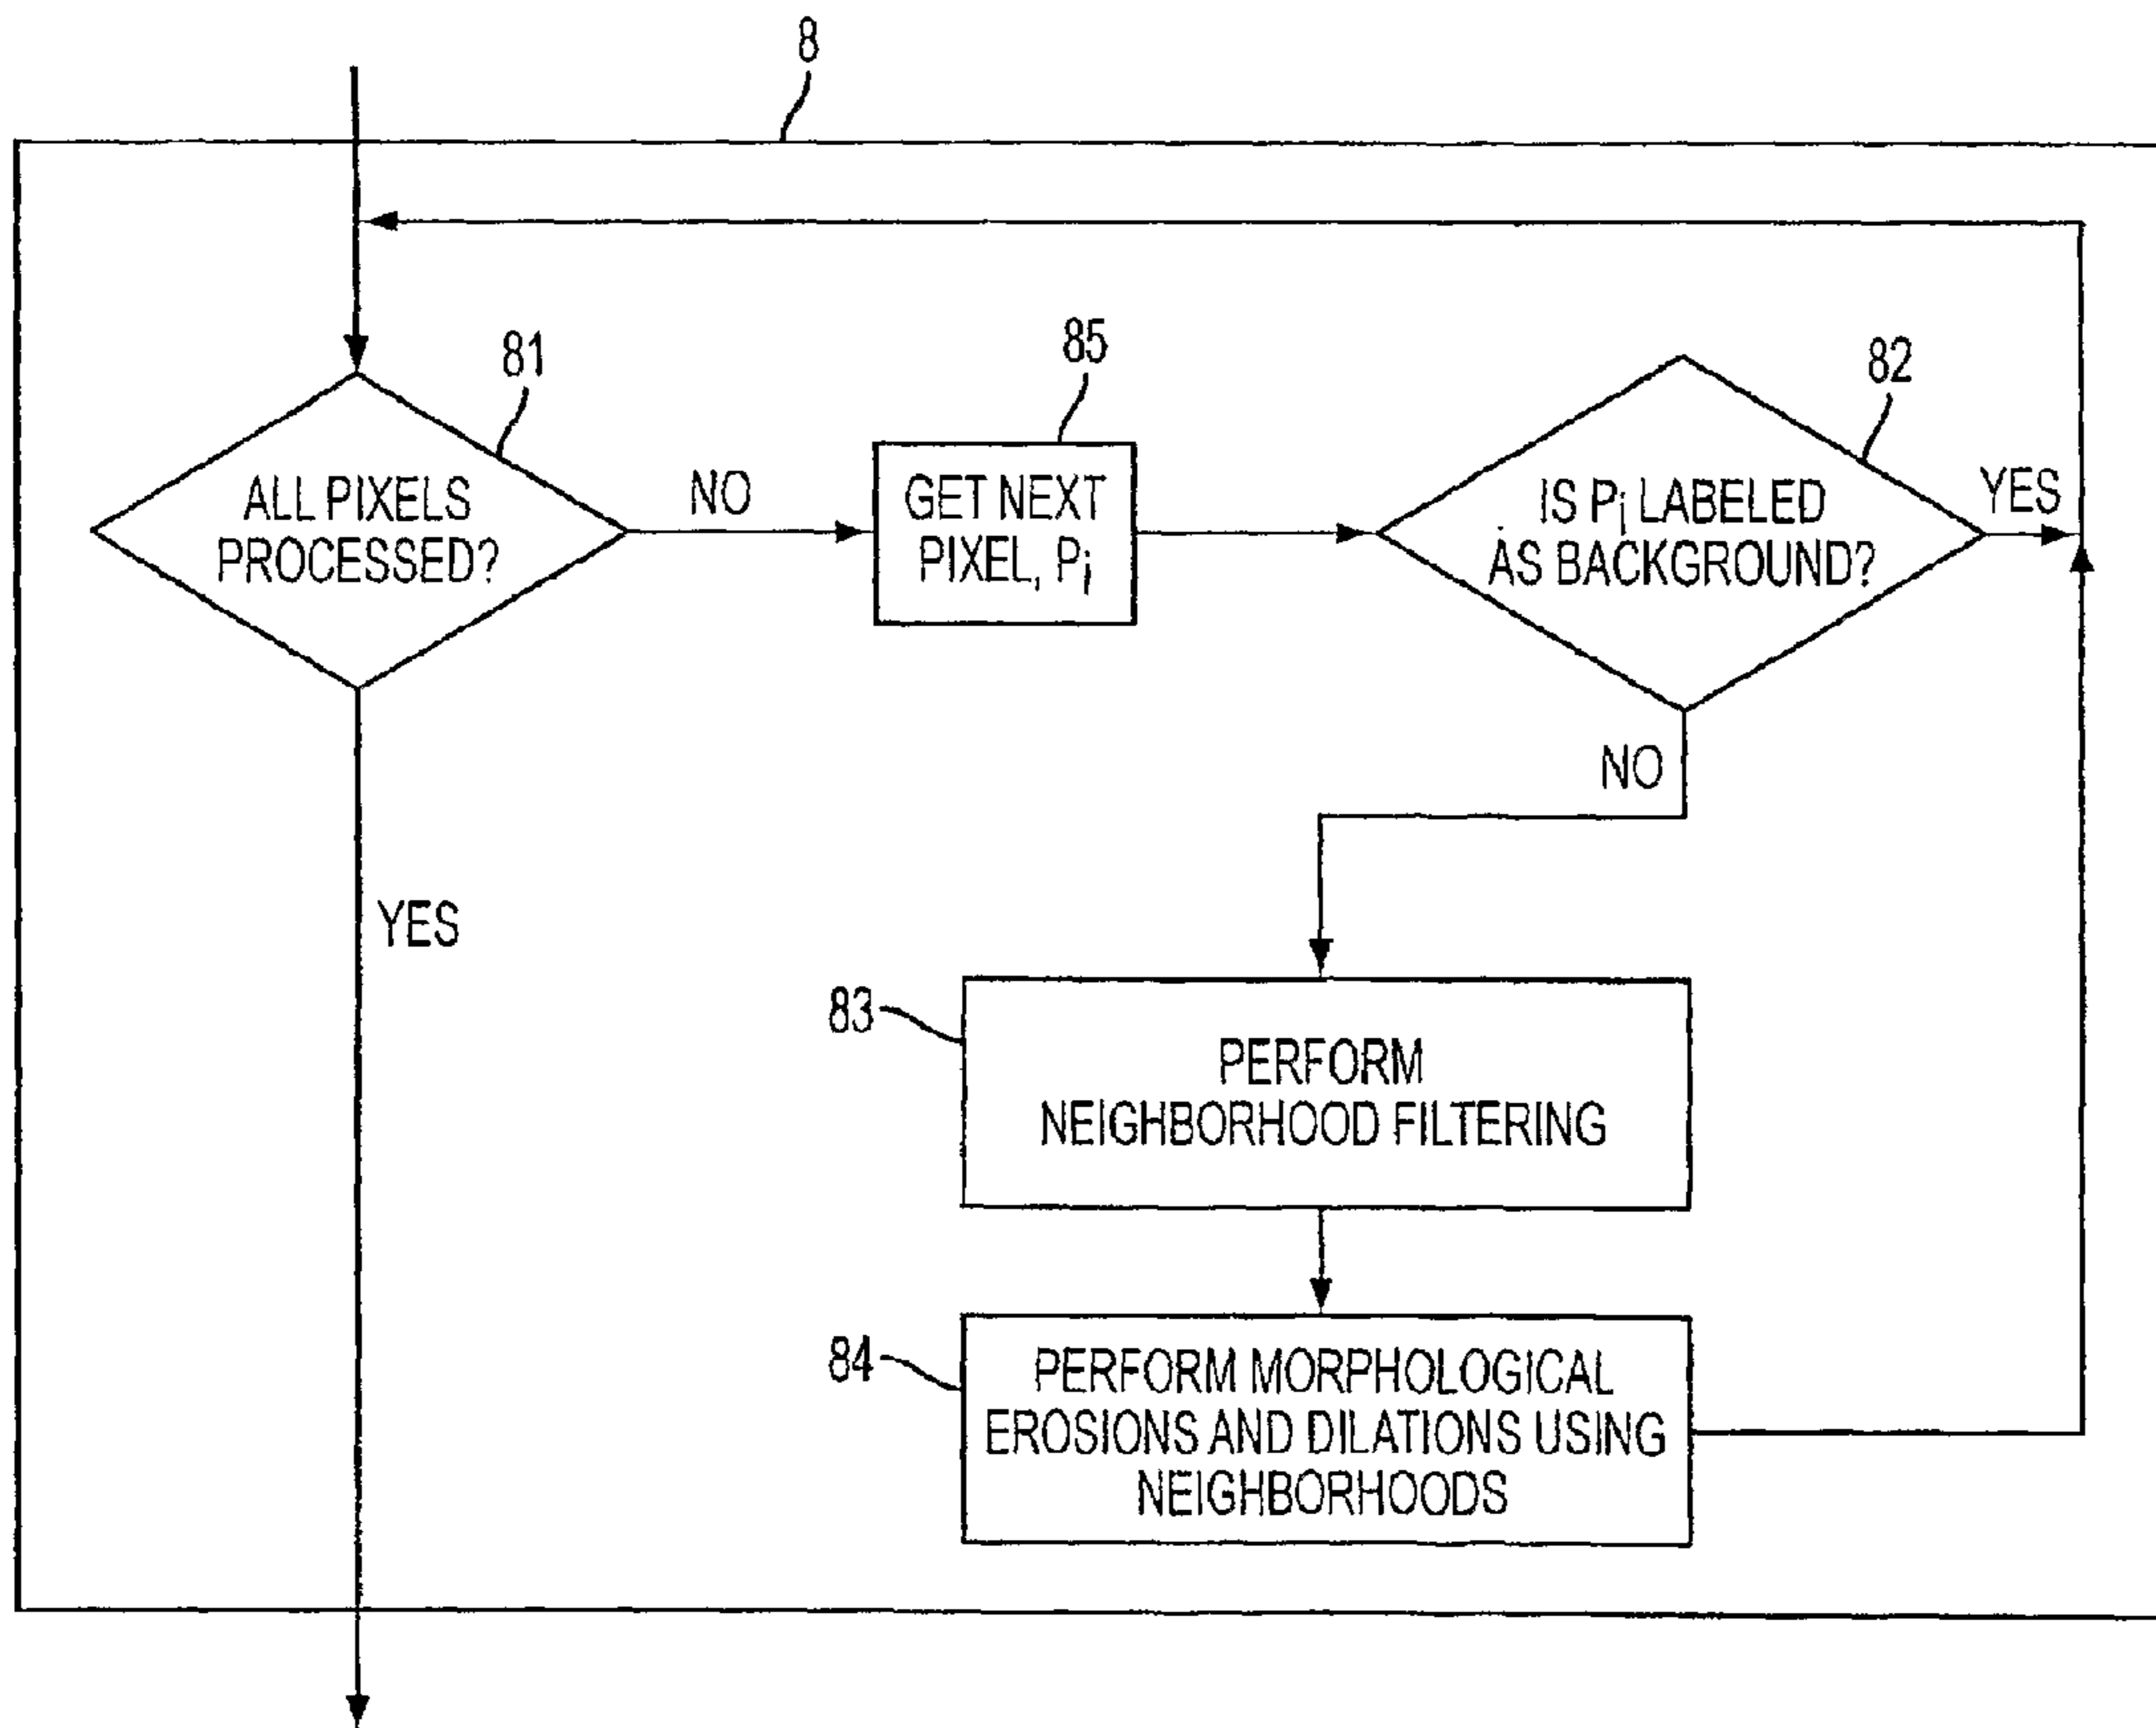 8
81
ALL PIXELS
PROCESSED?
NO
85
GET NEXT
PIXEL, Pi
82
IS Pi LABELED
AS BACKGROUND?
YES
NO
YES
83
PERFORM
NEIGHBORHOOD FILTERING
84
PERFORM MORPHOLOGICAL
EROSIONS AND DILATIONS USING
NEIGHBORHOODS